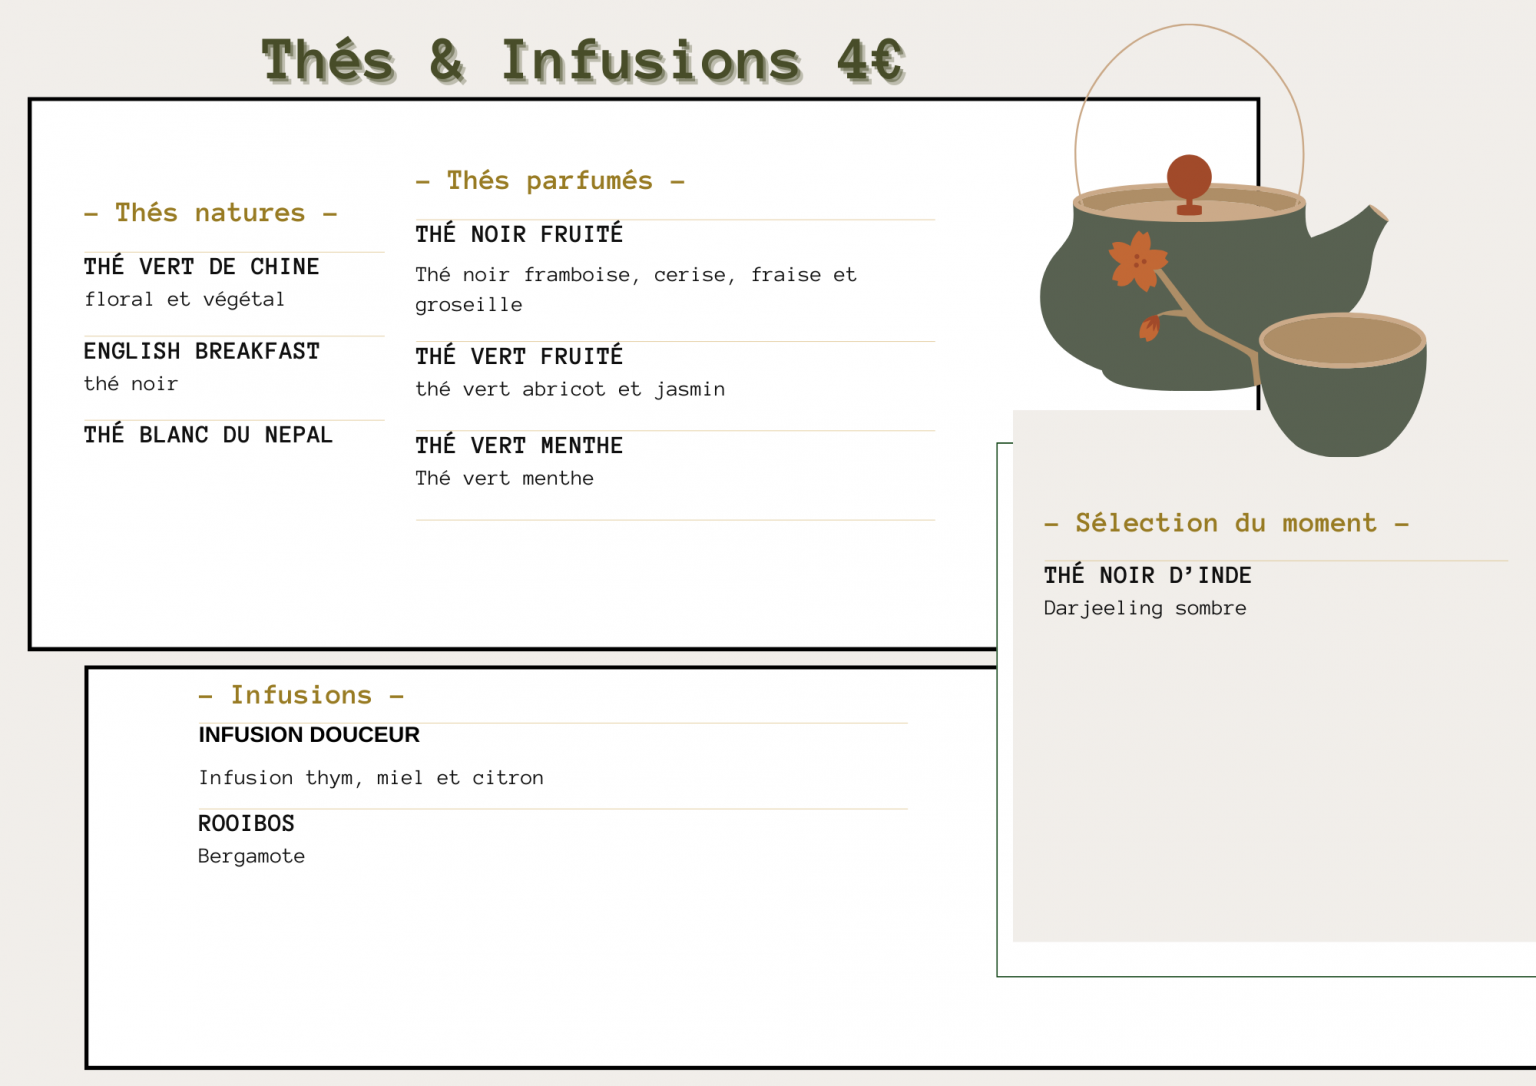 Thés & Infusions 4€
– Thés natures –
THÉ VERT DE CHINE
floral et végétal
ENGLISH BREAKFAST
thé noir
THÉ BLANC DU NEPAL
– Thés parfumés –
THÉ NOIR FRUITÉ
Thé noir framboise, cerise, fraise et
groseille
THÉ VERT FRUITÉ
thé vert abricot et jasmin
THÉ VERT MENTHE
Thé vert menthe
– Sélection du moment –
THÉ NOIR D’INDE
Darjeeling sombre
– Infusions –
INFUSION DOUCEUR
Infusion thym, miel et citron
ROOIBOS
Bergamote